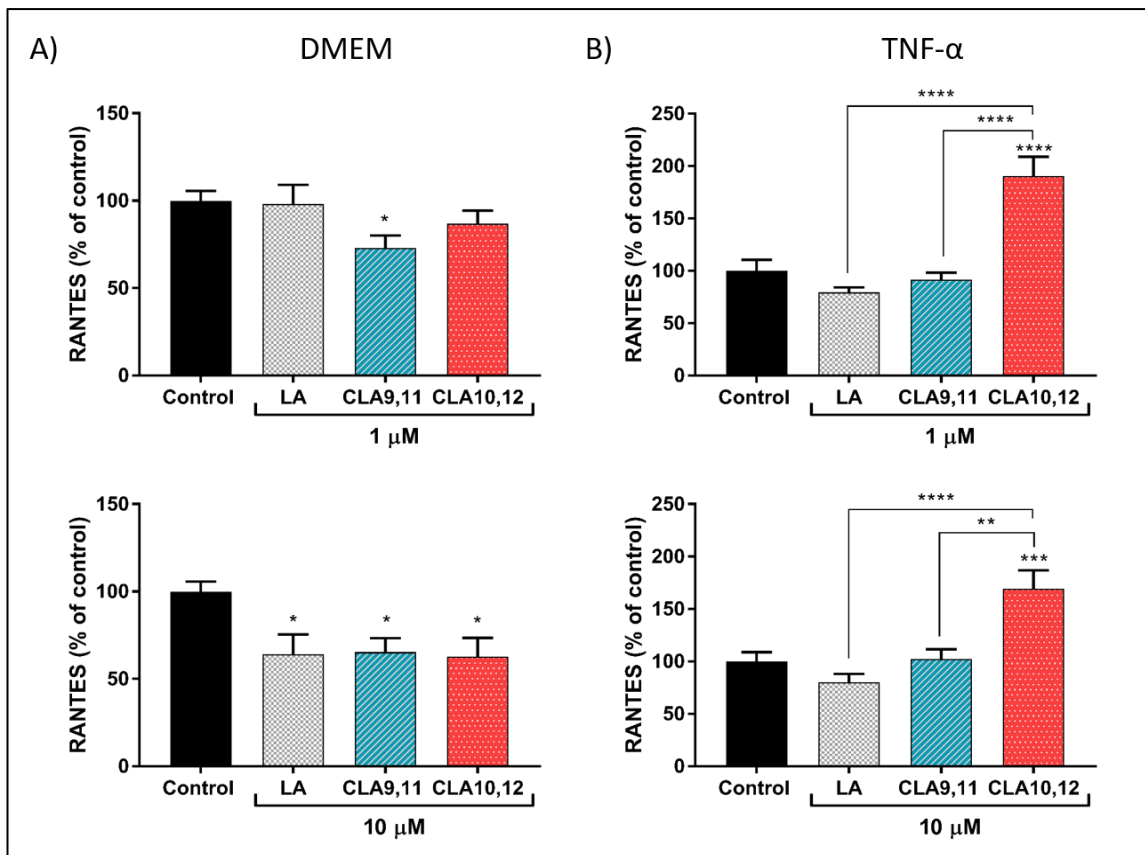 A) DMEM
150
100
50
0
RANTES (% of control)
*
Control LA CLA9,11 CLA10,12
1 μM
B) TNF-α
250
200
150
100
50
0
RANTES (% of control)
****
****
****
Control LA CLA9,11 CLA10,12
1 μM
150
100
50
0
RANTES (% of control)
* * *
Control LA CLA9,11 CLA10,12
10 μM
250
200
150
100
50
0
RANTES (% of control)
****
**
***
Control LA CLA9,11 CLA10,12
10 μM